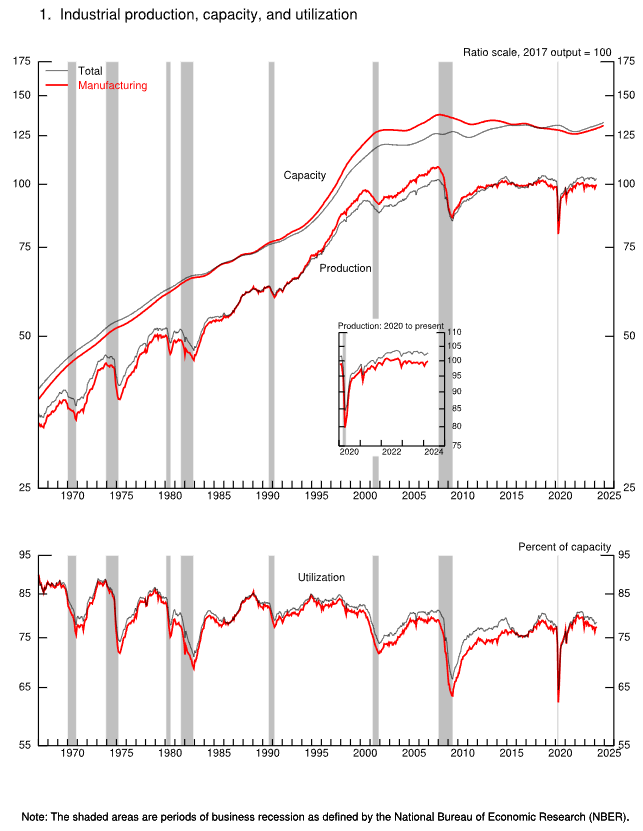 1. Industrial production, capacity, and utilization
Ratio scale, 2017 output = 100
175 175
Total
Manufacturing
150 150
125 125
Capacity
100 100
75 75
Production
Production: 2020 to present
110
105
100
95
90
85
80
75
2020 2022 2024
50 50
25 25
1970 1975 1980 1985 1990 1995 2000 2005 2010 2015 2020 2025
Percent of capacity
95 95
Utilization
85 85
75 75
65 65
55 55
1970 1975 1980 1985 1990 1995 2000 2005 2010 2015 2020 2025
Note: The shaded areas are periods of business recession as defined by the National Bureau of Economic Research (NBER).